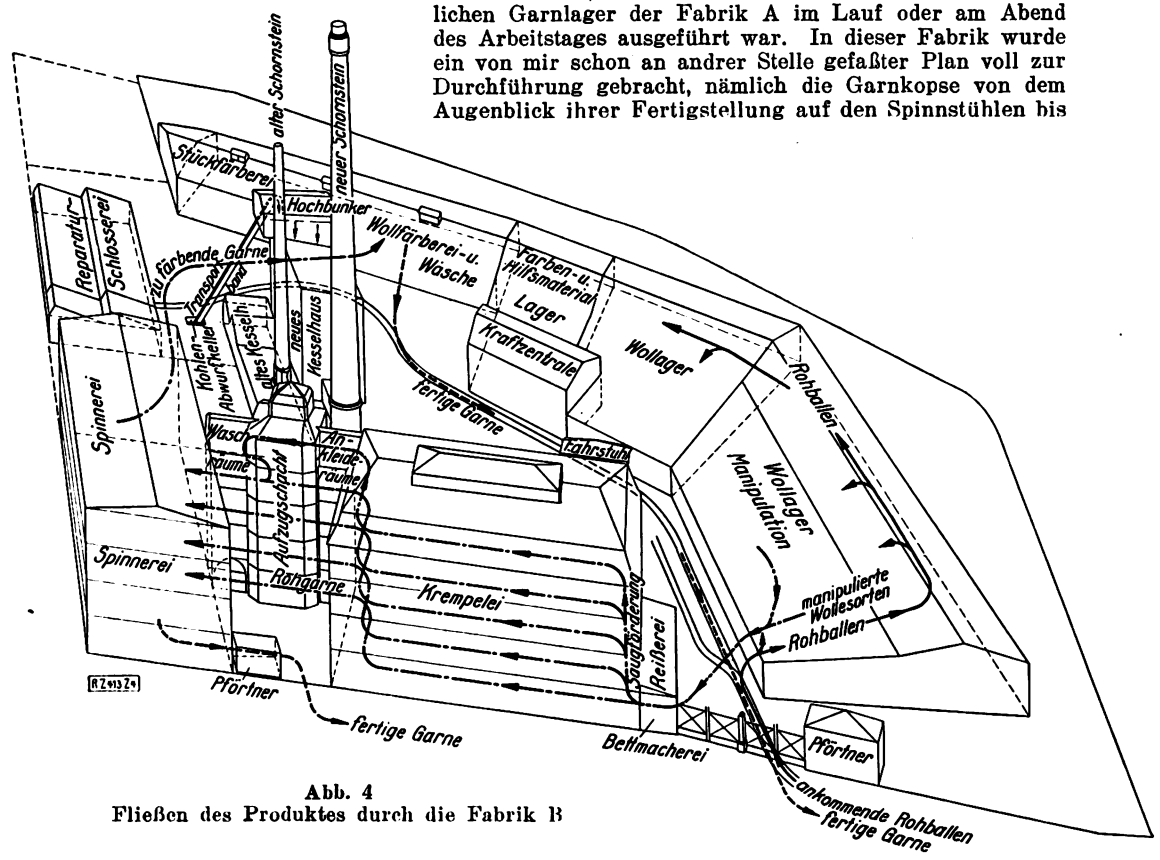 lichen Garnlager der Fabrik A im Lauf oder am Abend
des Arbeitstages ausgeführt war. In dieser Fabrik wurde
ein von mir schon an andrer Stelle gefaßter Plan voll zur
Durchführung gebracht, nämlich die Garnkopse von dem
Augenblick ihrer Fertigstellung auf den Spinnstühlen bis
alter Schornstein
neuer Schornstein
Stückfärberei
Hochbunker
Reparatur-
Schlosserei
zu färbende Garne
Transport
band
Wollfärberei-u.
Wäsche
Farben-u.
Hilfsmaterial
Lager
Kraftzentrale
Wollager
Rohballen
Kohlen-
Abwurfkeller
altes Kesselh.
neues
Kesselhaus
fertige Garne
Fahrstuhl
Spinnerei
Wasch
räume
An-
kleide-
räume
Aufzugschacht
Wollager
Manipulation
Spinnerei
Rohgarne
Krempelei
Saugförderung
Reißerei
manipulierte
Wollesorten
Rohballen
RZ413Z4
Pförtner
fertige Garne
Bettmacherei
Pförtner
ankommende Rohballen
fertige Garne
Abb. 4
Fließen des Produktes durch die Fabrik B